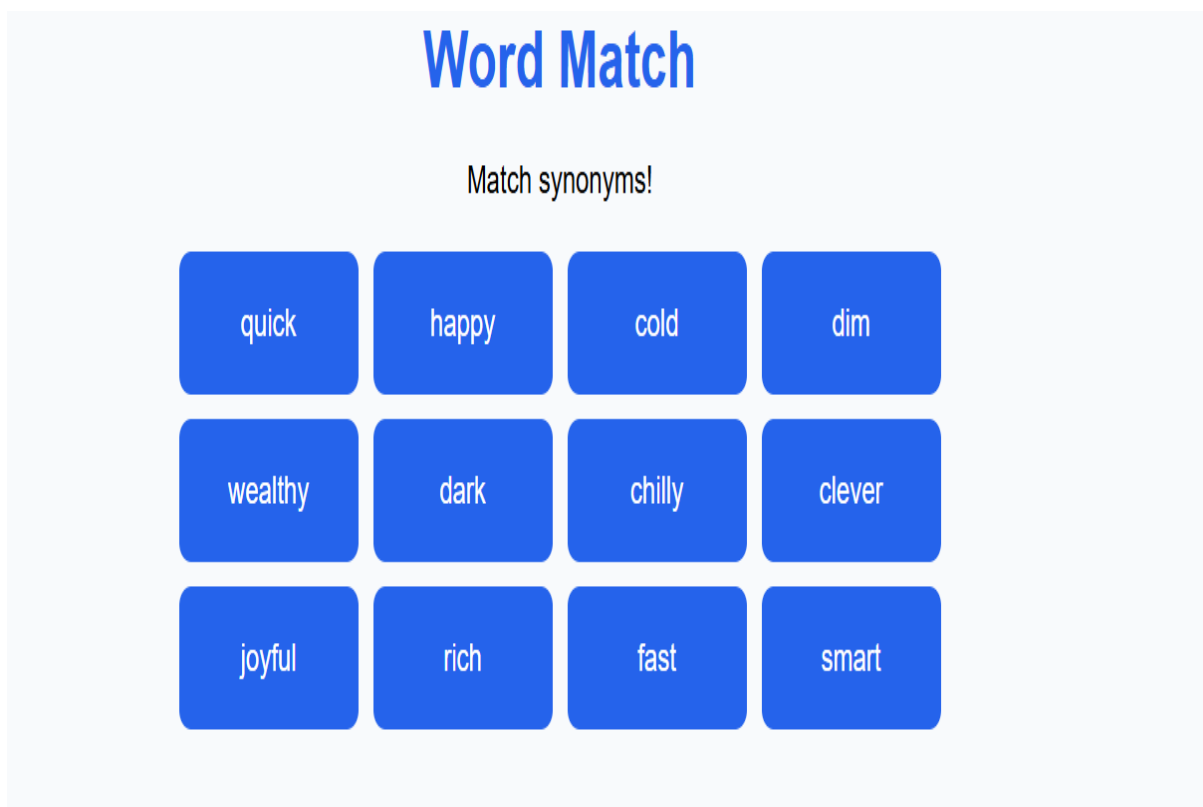 Word Match
Match synonyms!
quick happy cold dim
wealthy dark chilly clever
joyful rich fast smart